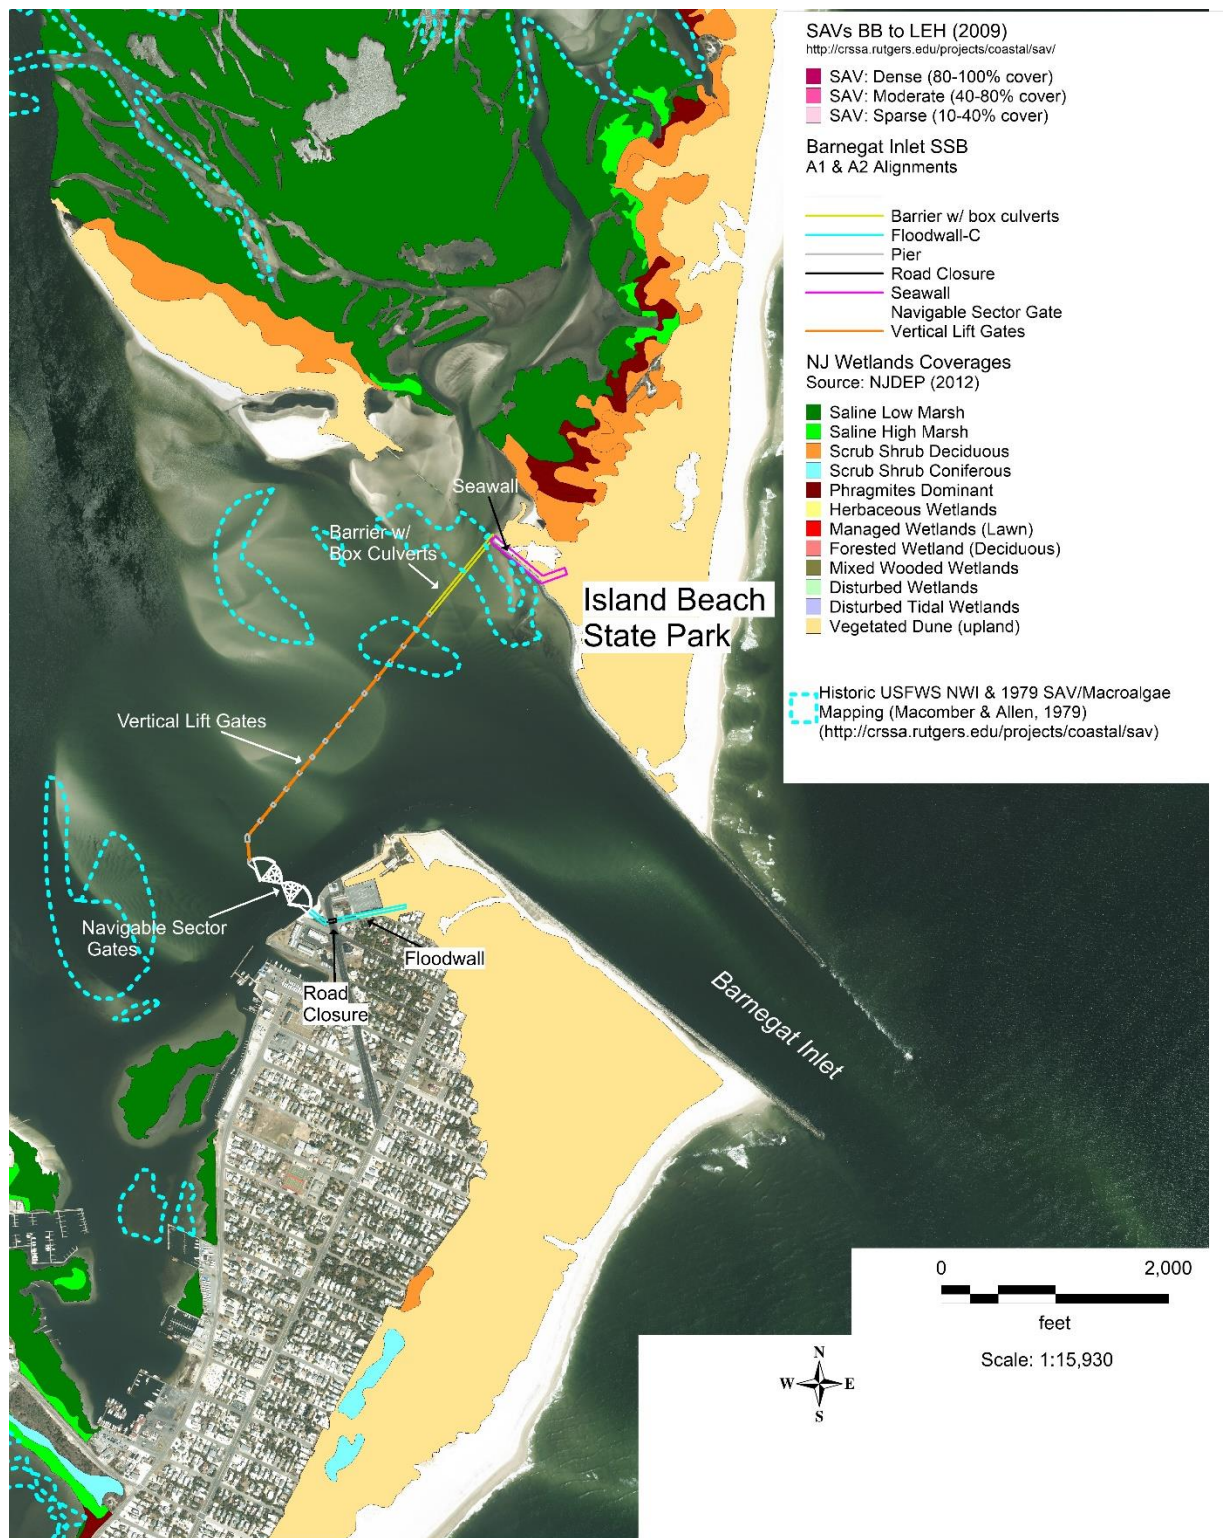 SAVs BB to LEH (2009)
http://crssa.rutgers.edu/projects/coastal/sav/
SAV: Dense (80-100% cover)
SAV: Moderate (40-80% cover)
SAV: Sparse (10-40% cover)
Barnegat Inlet SSB
A1 & A2 Alignments
Barrier w/ box culverts
Floodwall-C
Pier
Road Closure
Seawall
Navigable Sector Gate
Vertical Lift Gates
NJ Wetlands Coverages
Source: NJDEP (2012)
Saline Low Marsh
Saline High Marsh
Scrub Shrub Deciduous
Scrub Shrub Coniferous
Phragmites Dominant
Herbaceous Wetlands
Managed Wetlands (Lawn)
Forested Wetland (Deciduous)
Mixed Wooded Wetlands
Disturbed Wetlands
Disturbed Tidal Wetlands
Vegetated Dune (upland)
Historic USFWS NWI & 1979 SAV/Macroalgae
Mapping (Macomber & Allen, 1979)
(http://crssa.rutgers.edu/projects/coastal/sav)
Seawall
Barrier w/
Box Culverts
Island Beach
State Park
Vertical Lift Gates
Navigable Sector
Gates
Floodwall
Road
Closure
Barnegat Inlet
0 2,000
feet
Scale: 1:15,930
N
W E
S